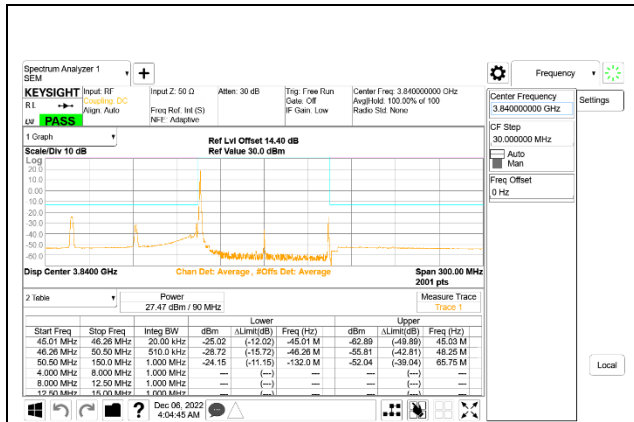 Spectrum Analyzer 1
SEM
Frequency
KEYSIGHT Input: RF Input Z: 50 Ω Atten: 30 dB Trig: Free Run Center Freq: 3.840000000 GHz
Coupling: DC Gate: Off Avg|Hold: 100.00% of 100
R L Align: Auto Freq Ref: Int (S) IF Gain: Low Radio Std: None
NFE: Adaptive
PASS
Center Frequency
3.840000000 GHz
Settings
CF Step
30.000000 MHz
Auto
Man
Freq Offset
0 Hz
1 Graph
Ref Lvl Offset 14.40 dB
Scale/Div 10 dB Ref Value 30.0 dBm
Log
20.0
10.0
0.00
-10.0
-20.0
-30.0
-40.0
-50.0
-60.0
Disp Center 3.8400 GHz Chan Det: Average , #Offs Det: Average Span 300.00 MHz
2001 pts
2 Table Power Measure Trace
27.47 dBm / 90 MHz Trace 1
Lower Upper
Start Freq Stop Freq Integ BW dBm ΔLimit(dB) Freq (Hz) dBm ΔLimit(dB) Freq (Hz)
45.01 MHz 46.26 MHz 20.00 kHz -25.02 (-12.02) -45.01 M -62.89 (-49.89) 45.03 M
46.26 MHz 50.50 MHz 510.0 kHz -28.72 (-15.72) -46.26 M -55.81 (-42.81) 48.25 M
50.50 MHz 150.0 MHz 1.000 MHz -24.15 (-11.15) -132.0 M -52.04 (-39.04) 65.75 M
4.000 MHz 8.000 MHz 1.000 MHz --- (---) --- (---)
8.000 MHz 12.50 MHz 1.000 MHz --- (---) --- (---)
12.50 MHz 15.00 MHz 1.000 MHz --- (---) --- (---)
Local
Dec 06, 2022
4:04:45 AM